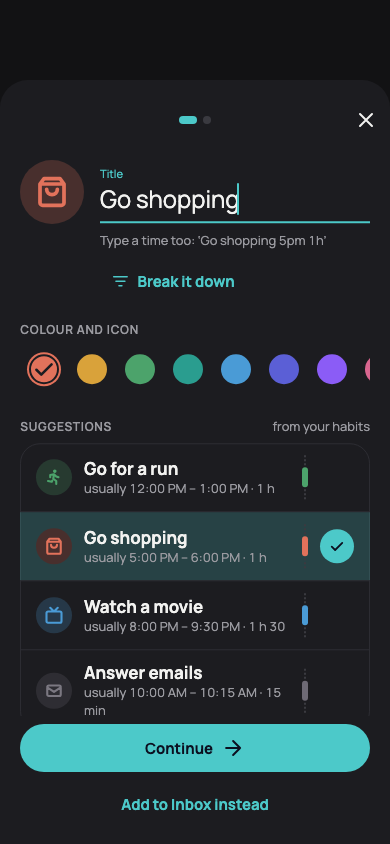 Title
Go shopping
Type a time too: 'Go shopping 5pm 1h'
Break it down
COLOUR AND ICON
SUGGESTIONS
from your habits
Go for a run
usually 12:00 PM – 1:00 PM · 1 h
Go shopping
usually 5:00 PM – 6:00 PM · 1 h
Watch a movie
usually 8:00 PM – 9:30 PM · 1 h 30
Answer emails
usually 10:00 AM – 10:15 AM · 15
min
Continue
Add to Inbox instead